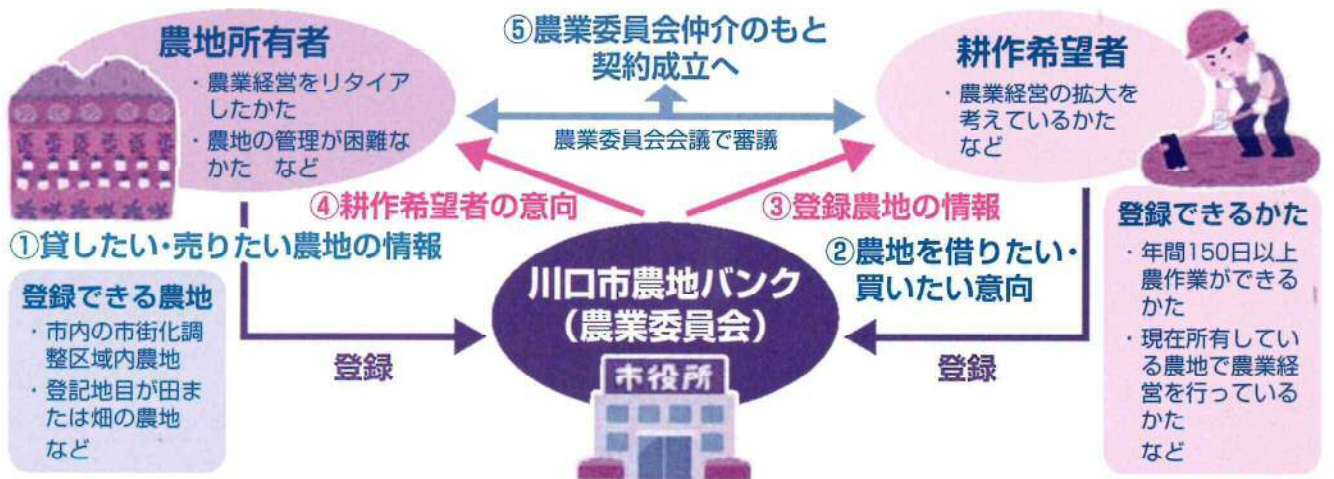 農地所有者
・農業経営をリタイア
したかた
・農地の管理が困難な
かた など
⑤農業委員会仲介のもと
契約成立へ
農業委員会会議で審議
耕作希望者
・農業経営の拡大を
考えているかた
など
④耕作希望者の意向
③登録農地の情報
①貸したい・売りたい農地の情報
②農地を借りたい・
買いたい意向
登録できる農地
・市内の市街化調
整区域内農地
・登記地目が田ま
たは畑の農地
など
登録
川口市農地バンク
(農業委員会)
市役所
登録
登録できるかた
・年間150日以上
農作業ができる
かた
・現在所有してい
る農地で農業経
営を行っている
かた
など